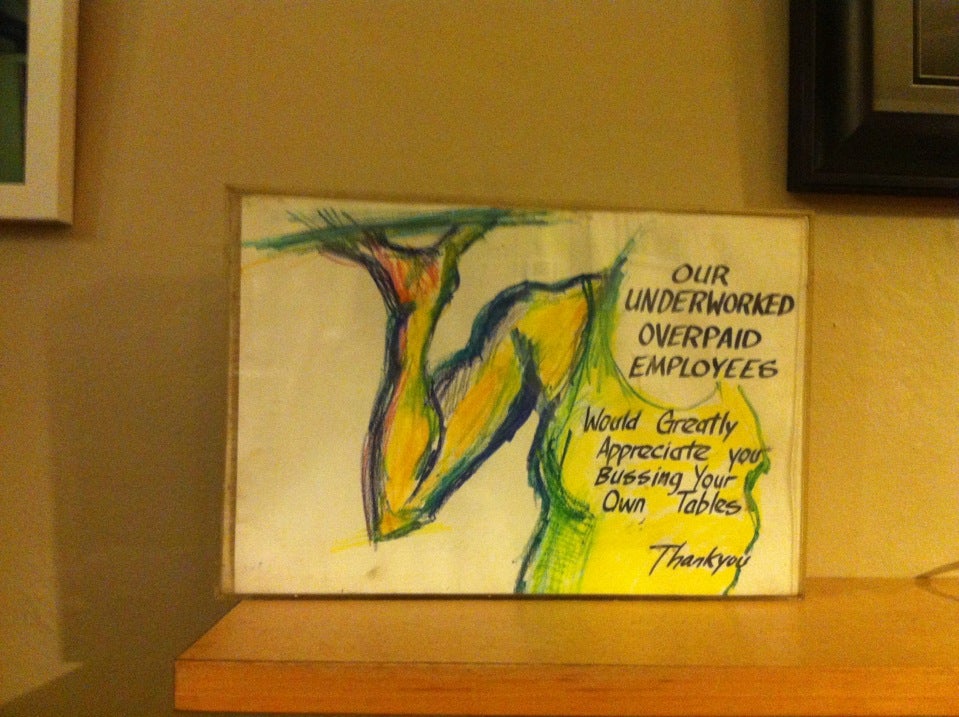 OUR
UNDERWORKED
OVERPAID
EMPLOYEES
Would Greatly
Appreciate you
Bussing Your
Own Tables
Thankyou